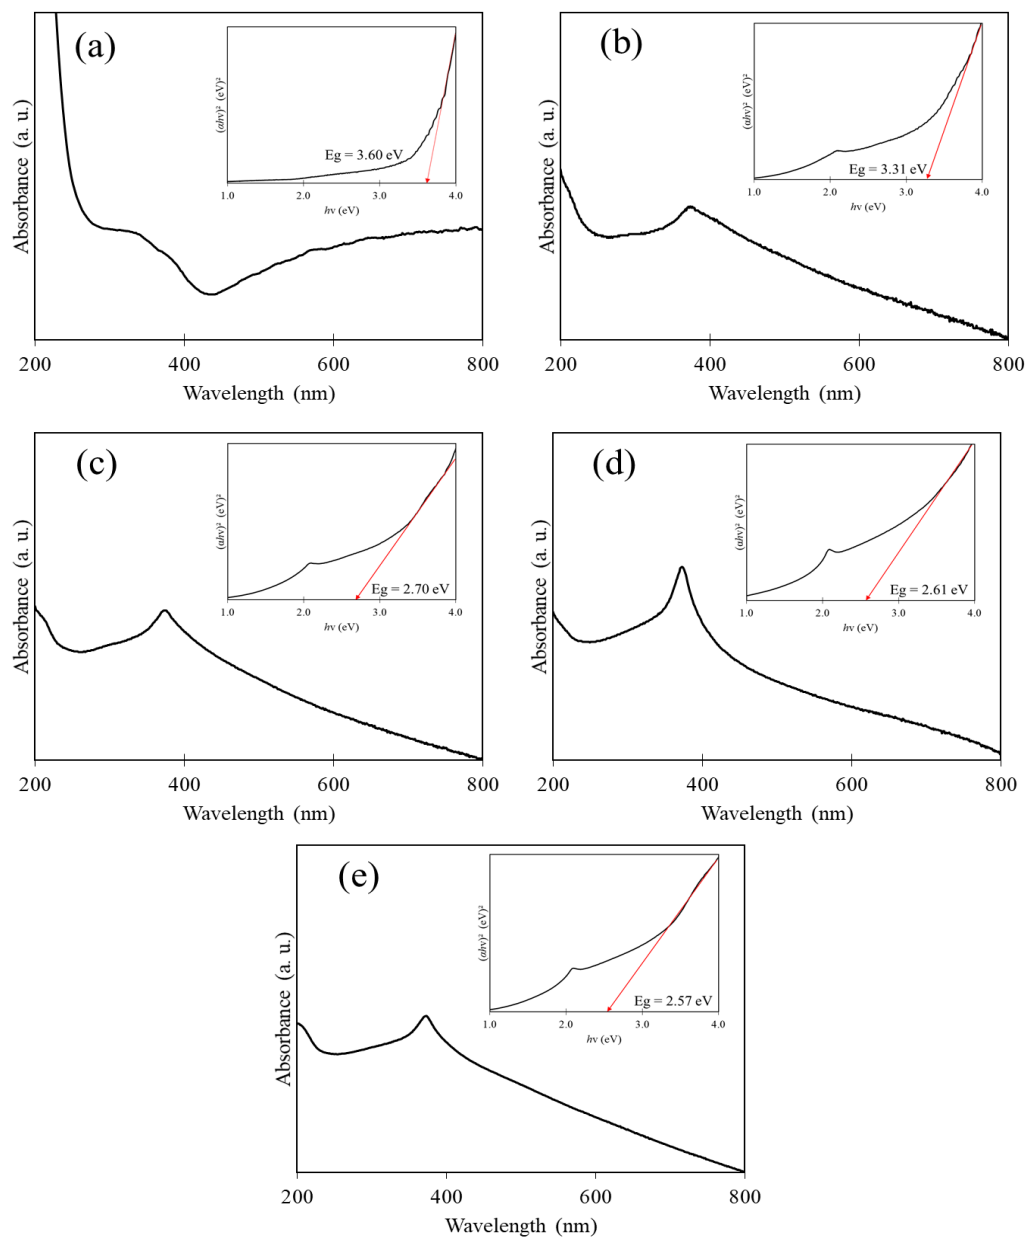 (a)
(αhν)² (eV)²
Eg = 3.60 eV
1.0 2.0 3.0 4.0
hν (eV)
Absorbance (a. u.)
200 400 600 800
Wavelength (nm)
(b)
(αhν)² (eV)²
Eg = 3.31 eV
1.0 2.0 3.0 4.0
hν (eV)
Absorbance (a. u.)
200 400 600 800
Wavelength (nm)
(c)
(αhν)² (eV)²
Eg = 2.70 eV
1.0 2.0 3.0 4.0
hν (eV)
Absorbance (a. u.)
200 400 600 800
Wavelength (nm)
(d)
(αhν)² (eV)²
Eg = 2.61 eV
1.0 2.0 3.0 4.0
hν (eV)
Absorbance (a. u.)
200 400 600 800
Wavelength (nm)
(e)
(αhν)² (eV)²
Eg = 2.57 eV
1.0 2.0 3.0 4.0
hν (eV)
Absorbance (a. u.)
200 400 600 800
Wavelength (nm)